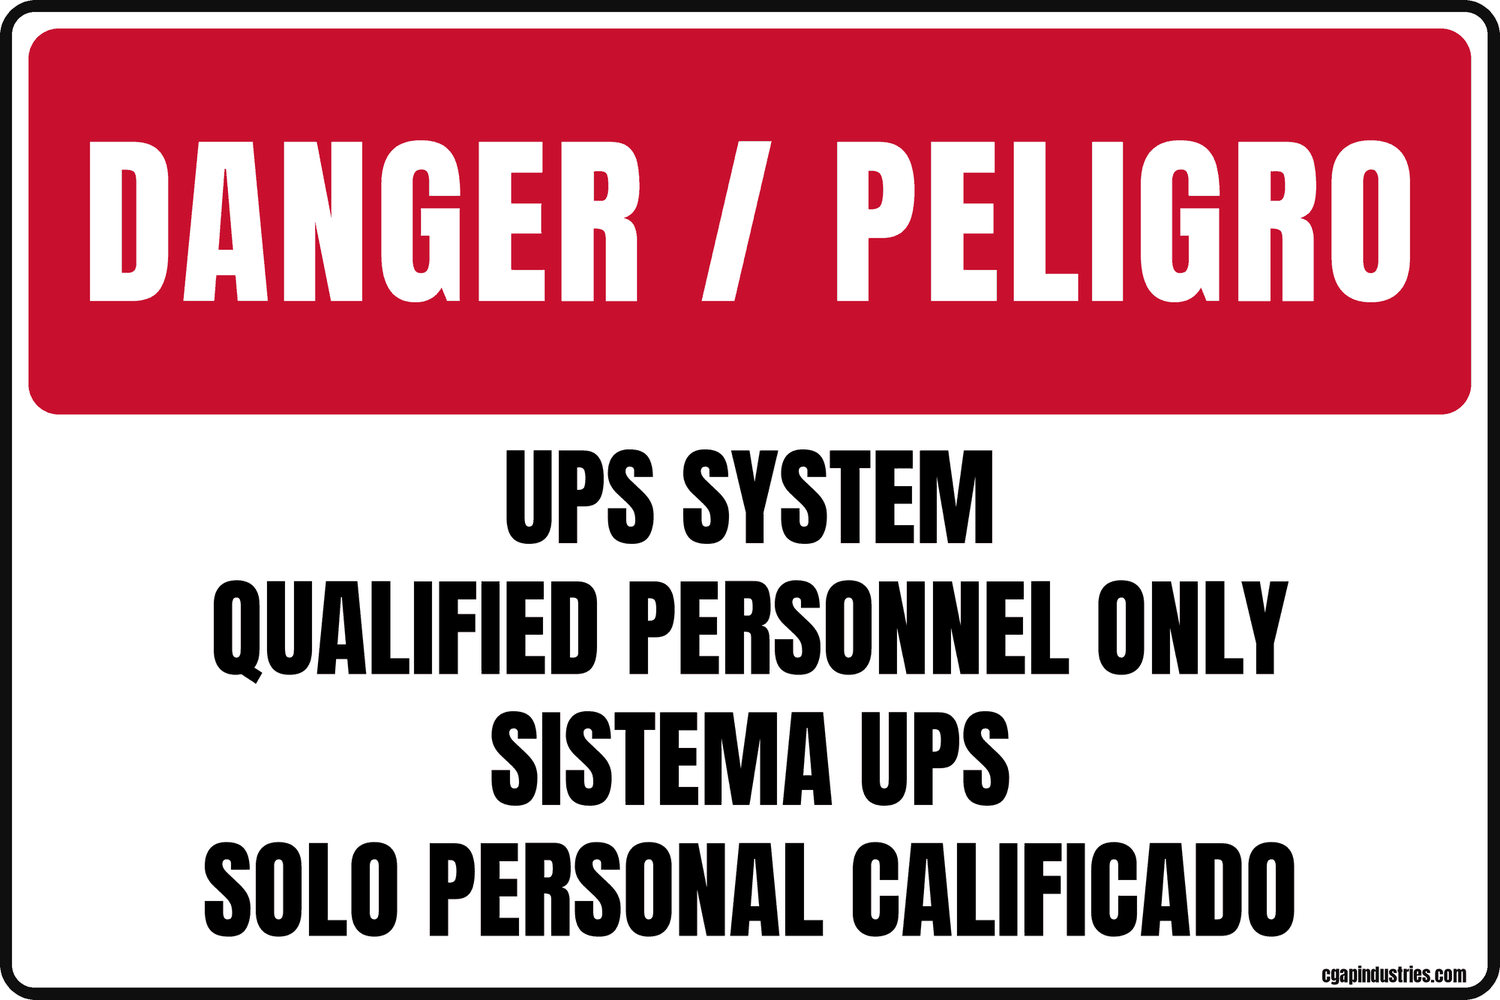 DANGER / PELIGRO
UPS SYSTEM
QUALIFIED PERSONNEL ONLY
SISTEMA UPS
SOLO PERSONAL CALIFICADO
cgapindustries.com